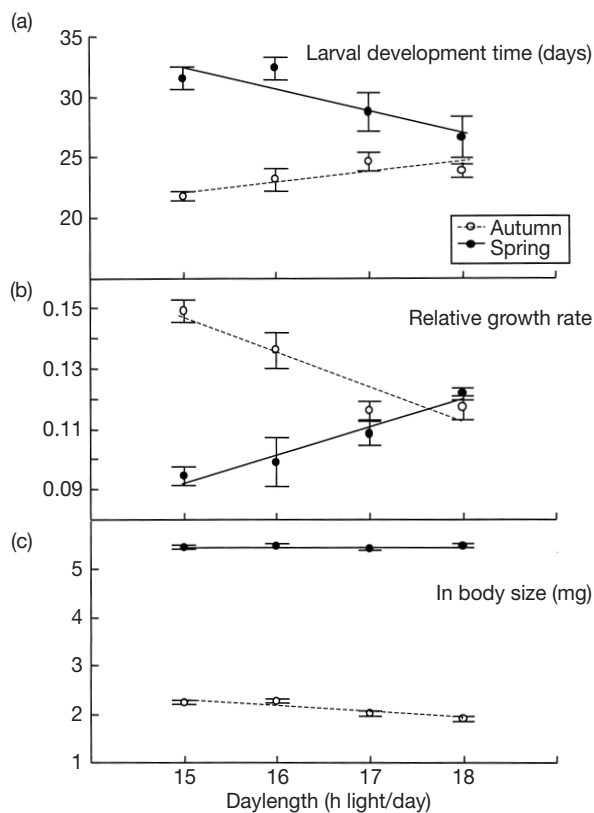 (a)
35
Larval development time (days)
30
25
20
Autumn
Spring
(b)
0.15
Relative growth rate
0.13
0.11
0.09
(c)
5
In body size (mg)
4
3
2
1
15 16 17 18
Daylength (h light/day)